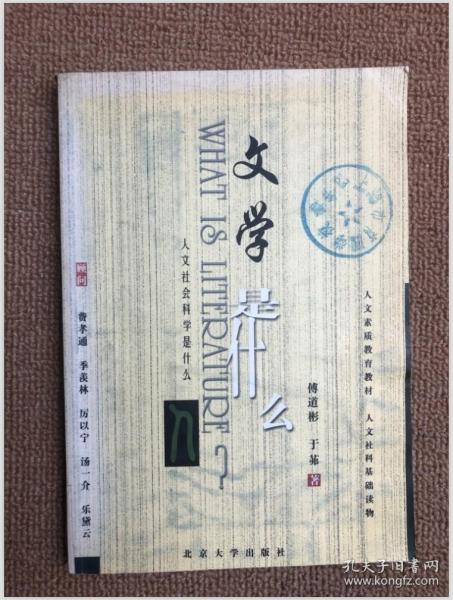 文学是什么
WHAT IS LITERATURE?
人文社会科学是什么
顾问
费孝通 季羡林 厉以宁 汤一介 乐黛云
傅道彬 于茀 著
人文素质教育教材 人文社科基础读物
北京大学出版社
孔夫子旧书网
www.kongfz.com